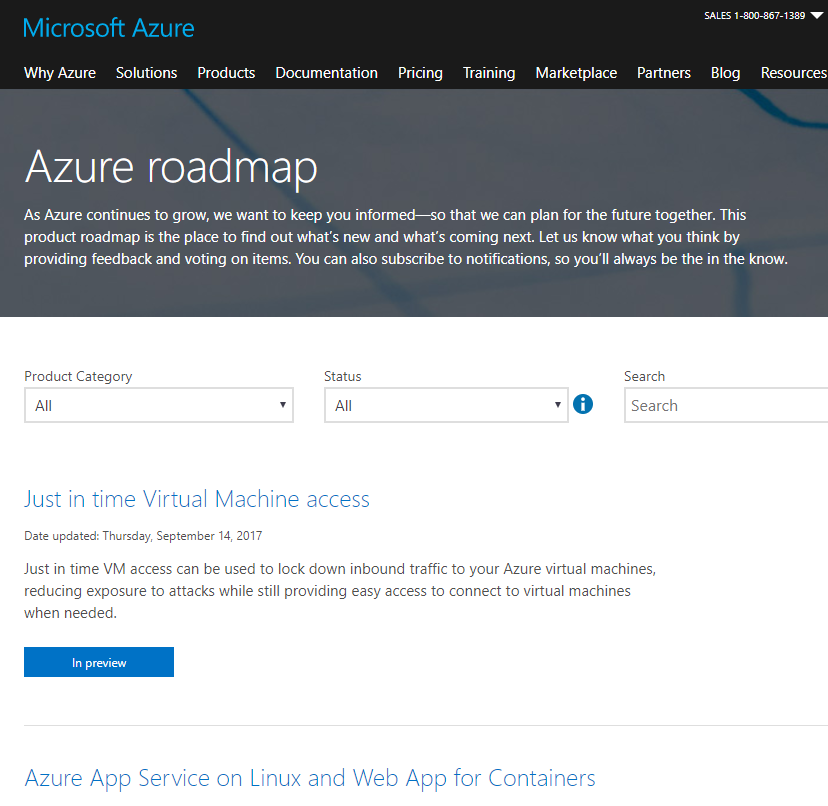 SALES 1-800-867-1389
Microsoft Azure
Why Azure Solutions Products Documentation Pricing Training Marketplace Partners Blog Resources
Azure roadmap
As Azure continues to grow, we want to keep you informed—so that we can plan for the future together. This
product roadmap is the place to find out what's new and what's coming next. Let us know what you think by
providing feedback and voting on items. You can also subscribe to notifications, so you'll always be the in the know.
Product Category Status Search
All All Search
Just in time Virtual Machine access
Date updated: Thursday, September 14, 2017
Just in time VM access can be used to lock down inbound traffic to your Azure virtual machines,
reducing exposure to attacks while still providing easy access to connect to virtual machines
when needed.
In preview
Azure App Service on Linux and Web App for Containers